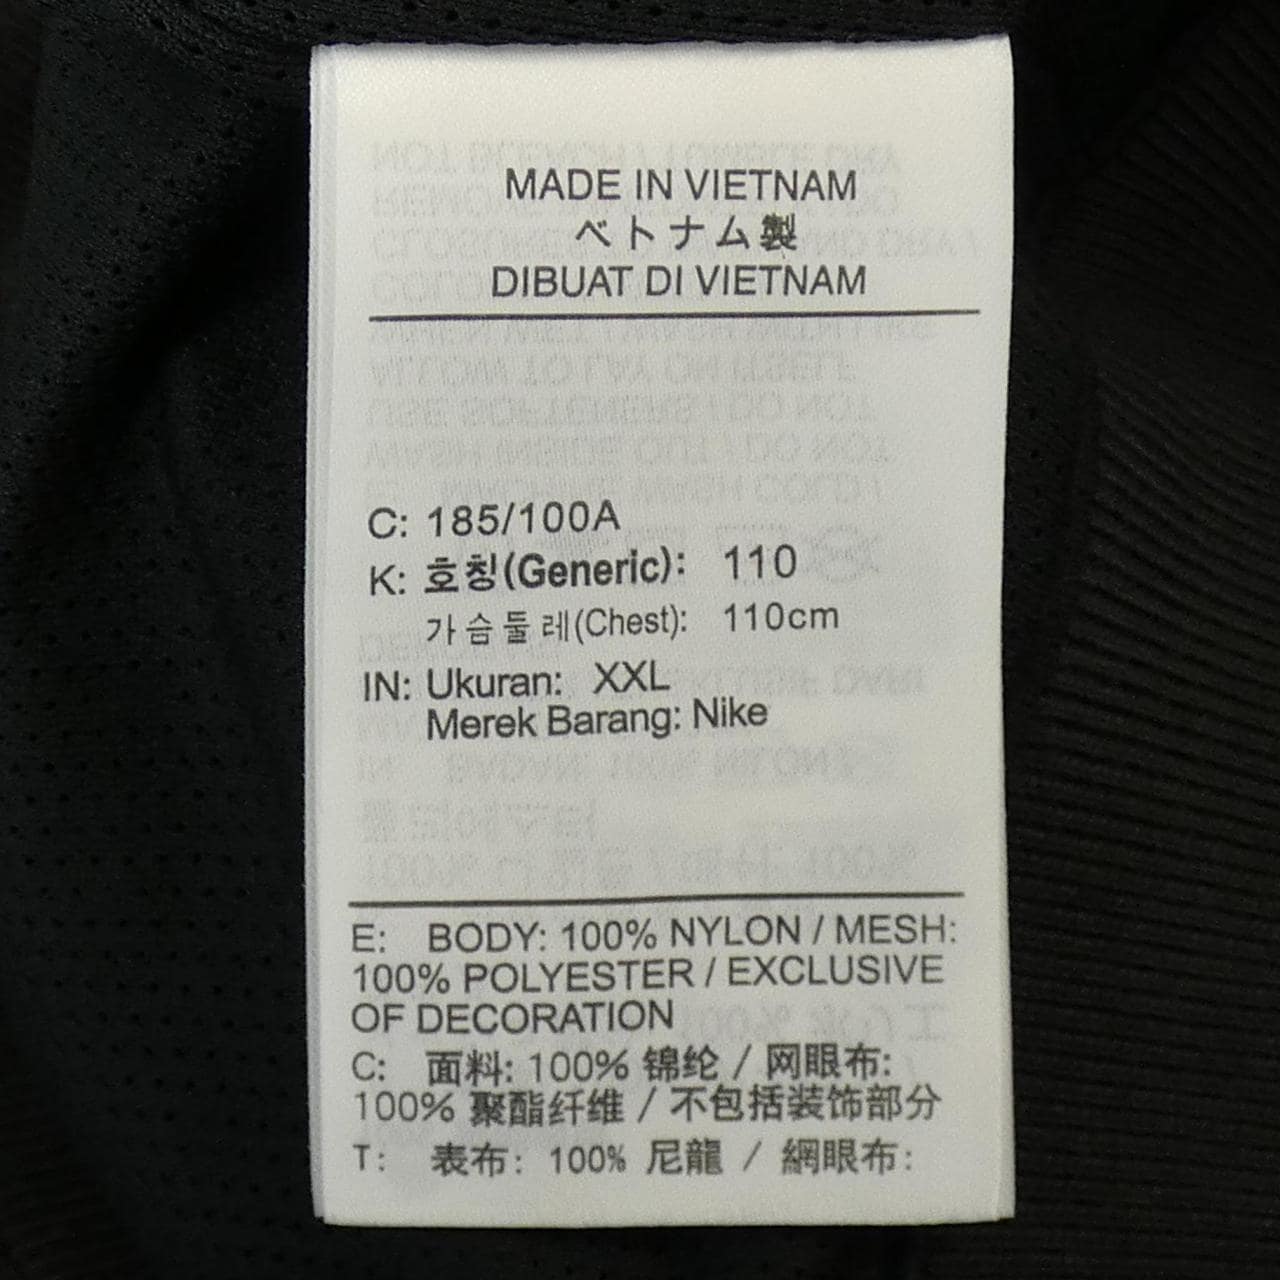 MADE IN VIETNAM
ベトナム製
DIBUAT DI VIETNAM
C: 185/100A
K: 호칭(Generic): 110
가슴둘레(Chest): 110cm
IN: Ukuran: XXL
Merek Barang: Nike
E: BODY: 100% NYLON / MESH:
100% POLYESTER / EXCLUSIVE
OF DECORATION
C: 面料: 100% 锦纶 / 网眼布:
100% 聚酯纤维 / 不包括装饰部分
T: 表布: 100% 尼龍 / 網眼布: